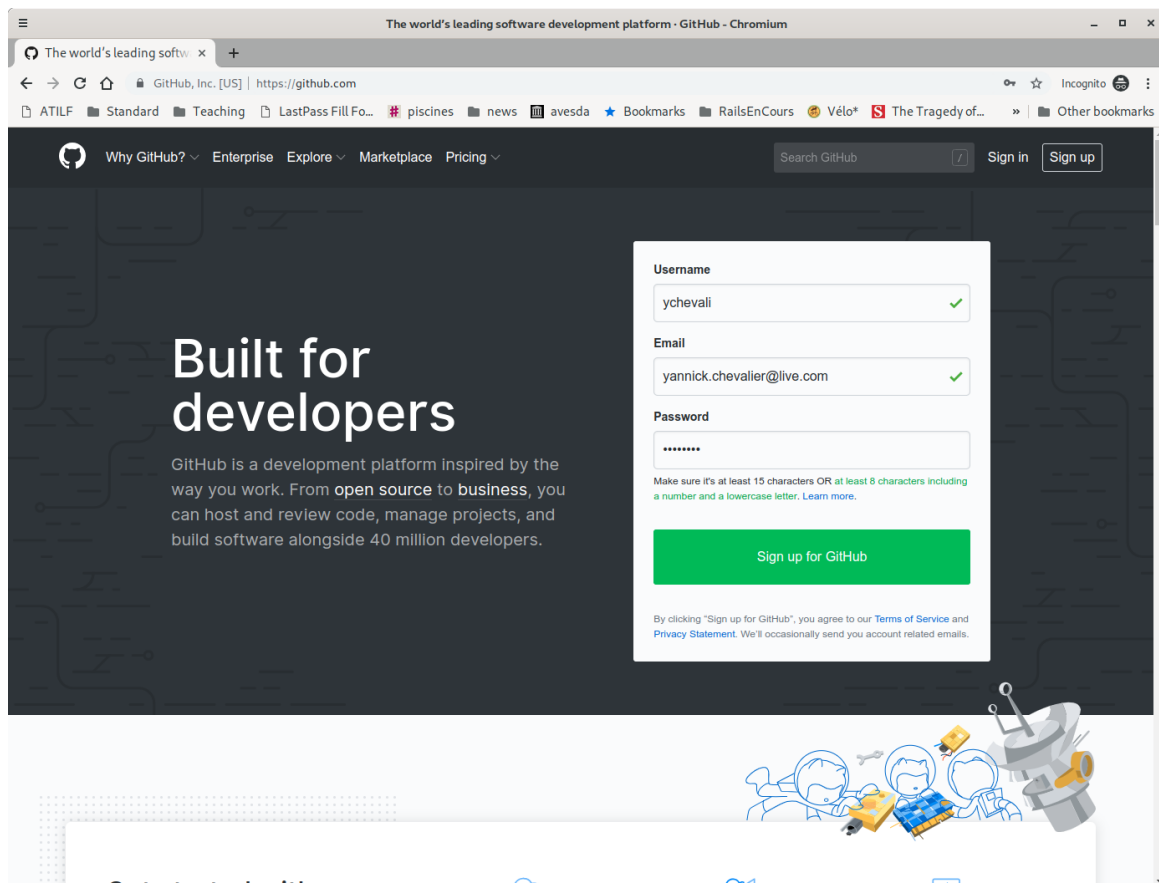 The world's leading software development platform · GitHub - Chromium
The world's leading softw
GitHub, Inc. [US] | https://github.com
Incognito
ATILF Standard Teaching LastPass Fill Fo... piscines news avesda Bookmarks RailsEnCours Vélo* The Tragedy of... » Other bookmarks
Why GitHub? Enterprise Explore Marketplace Pricing Search GitHub / Sign in Sign up
Username
ychevali
Email
yannick.chevalier@live.com
Password
••••••••
Make sure it's at least 15 characters OR at least 8 characters including
a number and a lowercase letter. Learn more.
Sign up for GitHub
By clicking "Sign up for GitHub", you agree to our Terms of Service and
Privacy Statement. We'll occasionally send you account related emails.
Built for
developers
GitHub is a development platform inspired by the
way you work. From open source to business, you
can host and review code, manage projects, and
build software alongside 40 million developers.